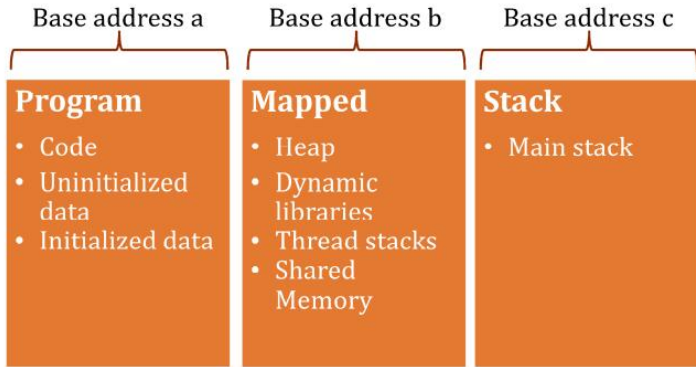 Base address a
Base address b
Base address c
Program
• Code
• Uninitialized
data
• Initialized data
Mapped
• Heap
• Dynamic
libraries
• Thread stacks
• Shared
Memory
Stack
• Main stack